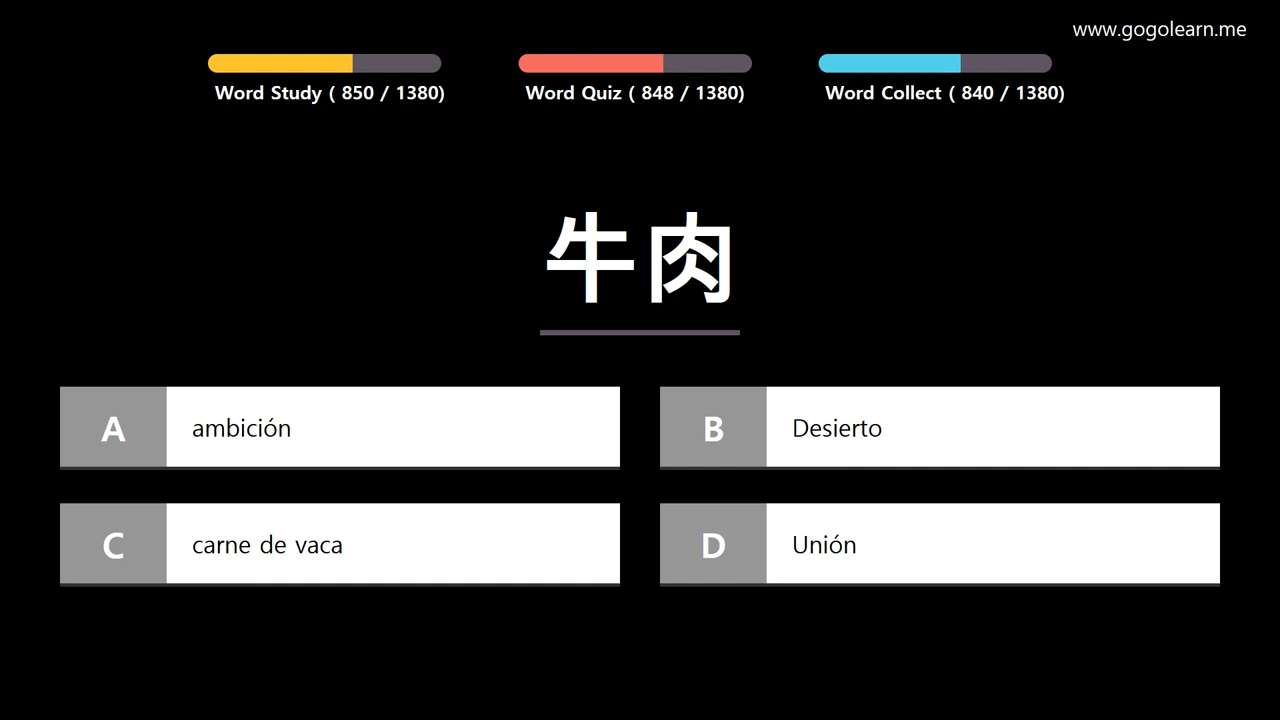 www.gogolearn.me
Word Study ( 850 / 1380)
Word Quiz ( 848 / 1380)
Word Collect ( 840 / 1380)
牛肉
A ambición
B Desierto
C carne de vaca
D Unión